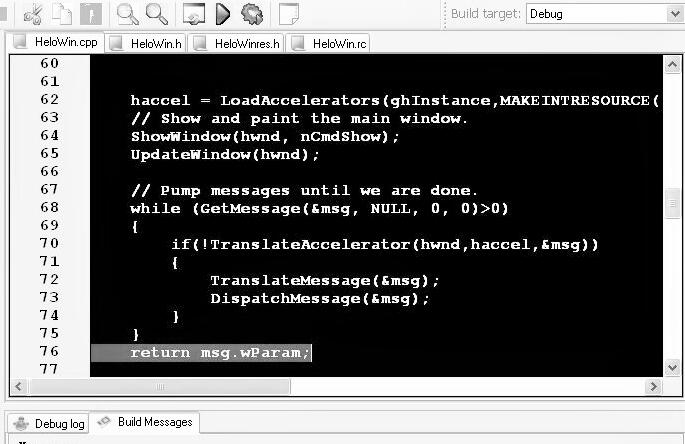 Build target: Debug
HeloWin.cpp HeloWin.h HeloWinres.h HeloWin.rc
60
61
62 haccel = LoadAccelerators(ghInstance,MAKEINTRESOURCE(
63 // Show and paint the main window.
64 ShowWindow(hwnd, nCmdShow);
65 UpdateWindow(hwnd);
66
67 // Pump messages until we are done.
68 while (GetMessage(&msg, NULL, 0, 0)>0)
69 {
70 if(!TranslateAccelerator(hwnd,haccel,&msg))
71 {
72 TranslateMessage(&msg);
73 DispatchMessage(&msg);
74 }
75 }
76 return msg.wParam;
77
Debug log Build Messages